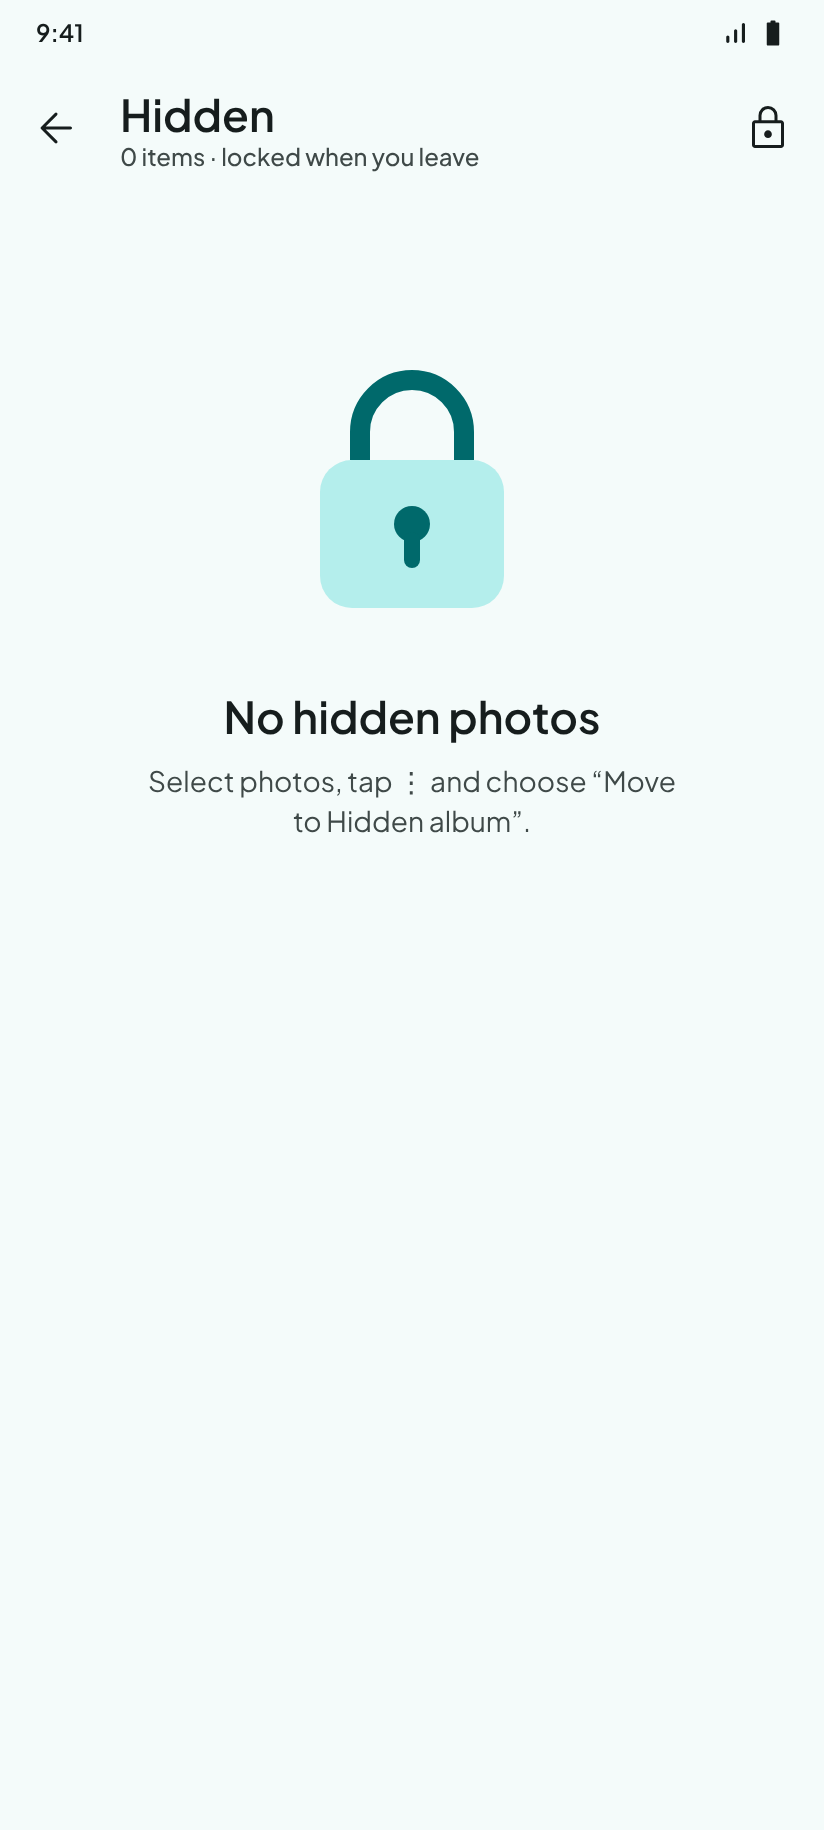 9:41
Hidden
0 items · locked when you leave
No hidden photos
Select photos, tap ⋮ and choose “Move
to Hidden album”.